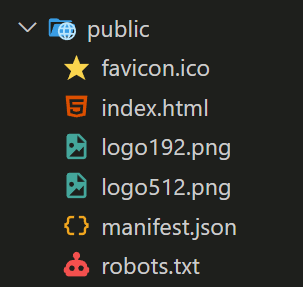 public
favicon.ico
index.html
logo192.png
logo512.png
manifest.json
robots.txt